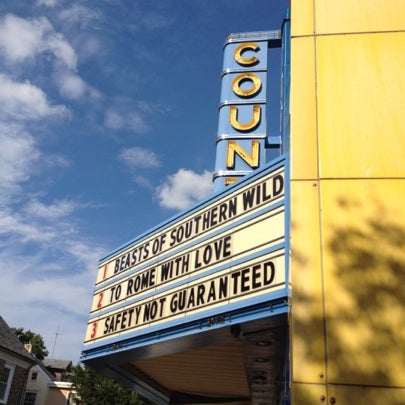 COUN
1 BEASTS OF SOUTHERN WILD
2 TO ROME WITH LOVE
3 SAFETY NOT GUARANTEED